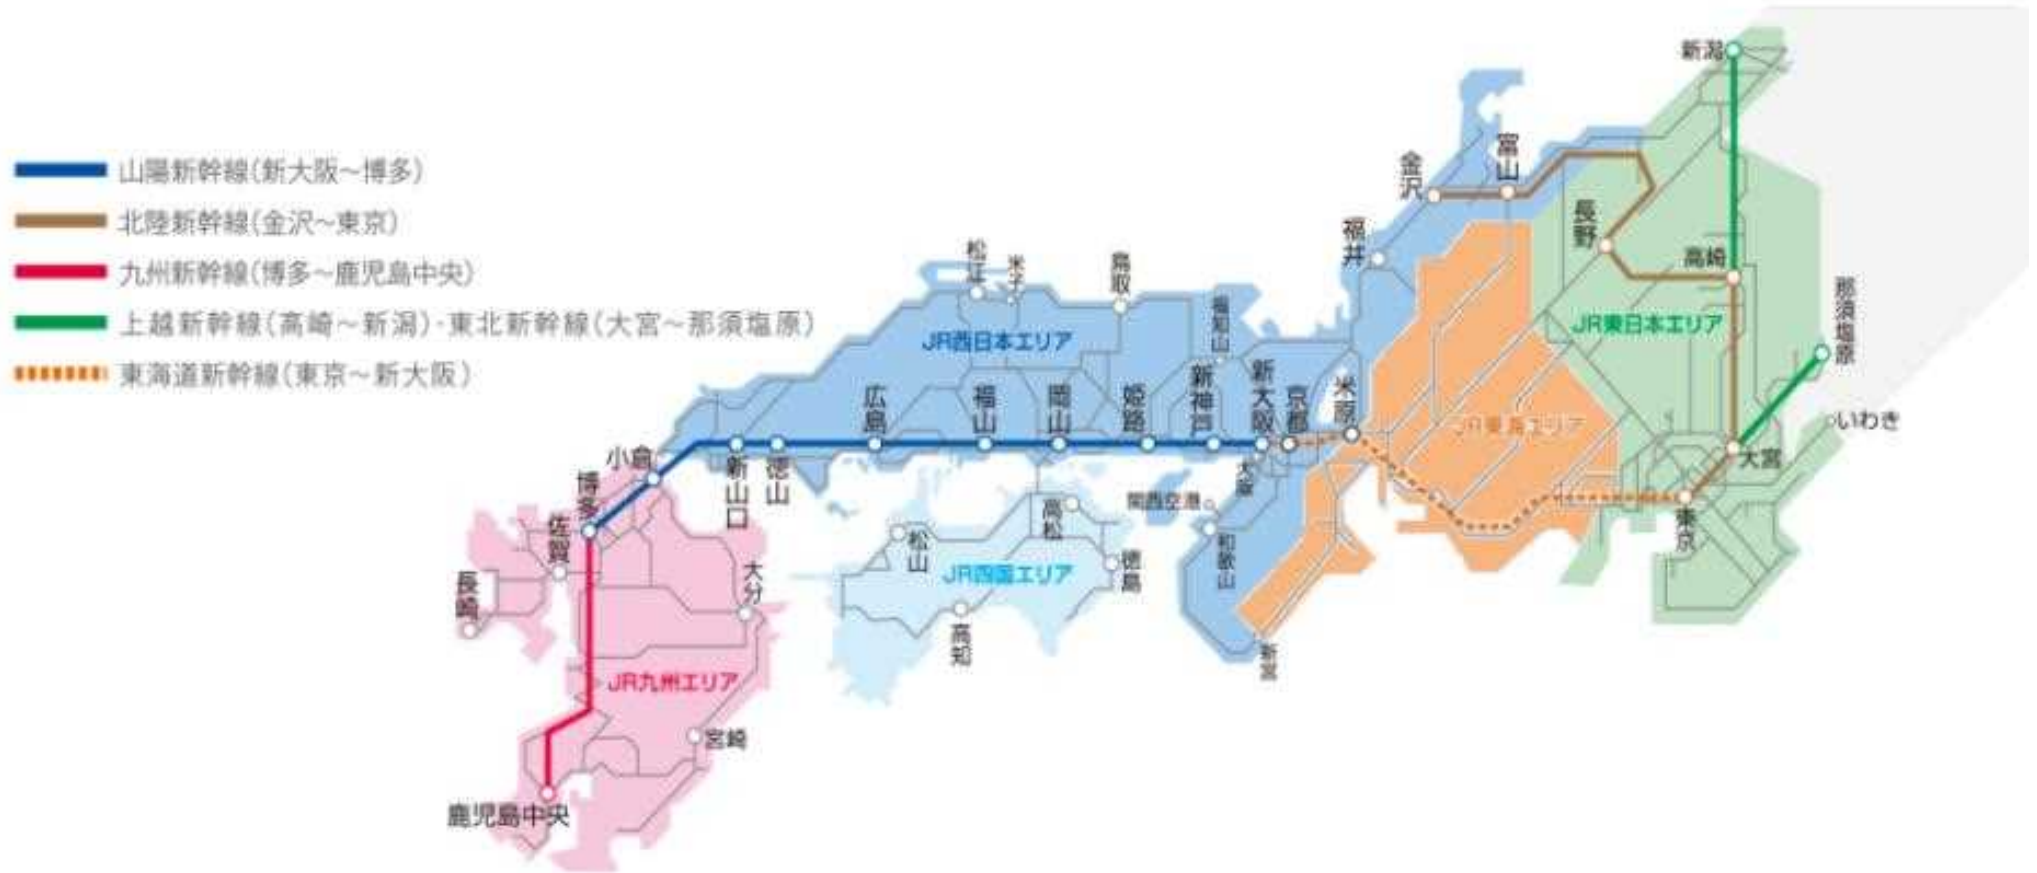 山陽新幹線(新大阪～博多)
北陸新幹線(金沢～東京)
九州新幹線(博多～鹿児島中央)
上越新幹線(高崎～新潟)・東北新幹線(大宮～那須塩原)
東海道新幹線(東京～新大阪)
新潟
富山
金沢
長野
福井
高崎
那須塩原
松江
米子
鳥取
福知山
JR西日本エリア
JR東日本エリア
広島
福山
岡山
姫路
新神戸
新大阪
京都
米原
JR東海エリア
いわき
小倉
大宮
博多
新山口
徳山
大阪
関西空港
佐賀
高松
東京
松山
和歌山
徳島
JR四国エリア
長崎
大分
高知
新宮
JR九州エリア
宮崎
鹿児島中央